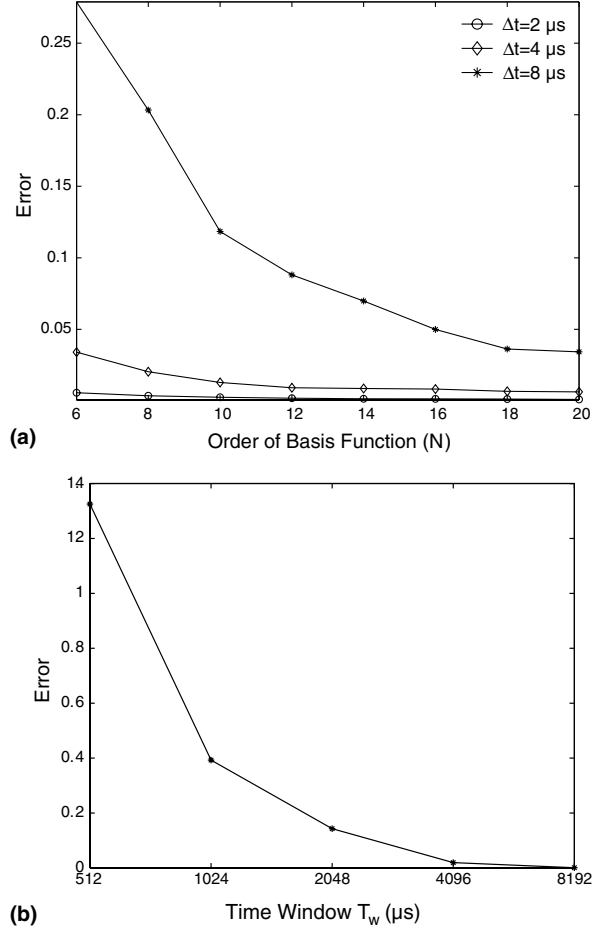 0.25
0.2
0.15
0.1
0.05
Error
Δt=2 µs
Δt=4 µs
Δt=8 µs
6 8 10 12 14 16 18 20
(a)
Order of Basis Function (N)
14
12
1
0.8
0.6
0.4
0.2
0
Error
512 1024 2048 4096 8192
(b)
Time Window Tw (µs)